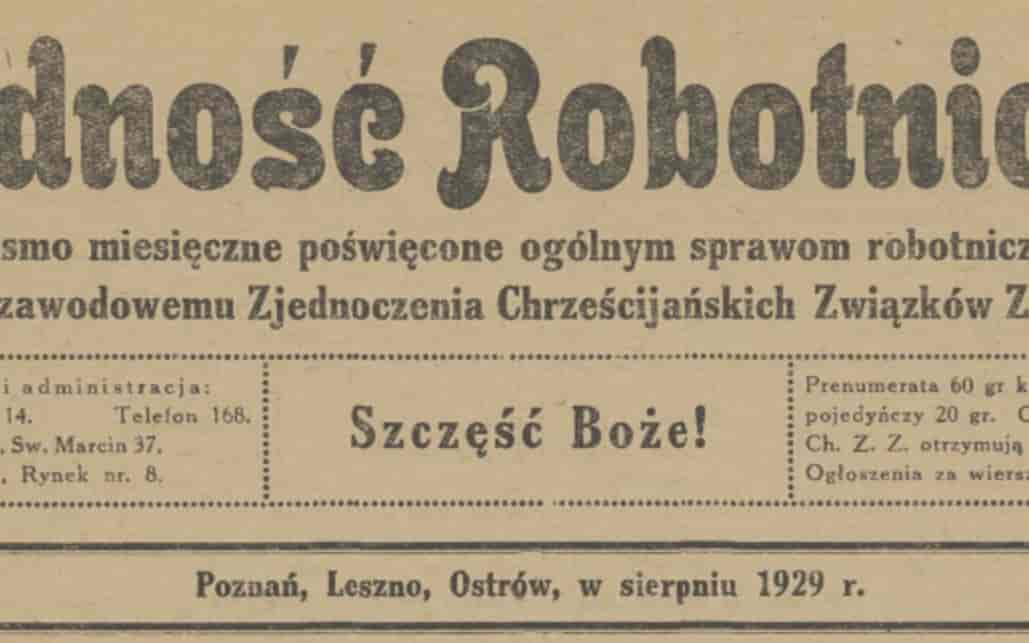 dność Robotnic
smo miesięczne poświęcone ogólnym sprawom robotnicz
zawodowemu Zjednoczenia Chrześcijańskich Związków Z
i administracja:
14. Telefon 168.
, Sw. Marcin 37.
, Rynek nr. 8.
Szczęść Boże!
Prenumerata 60 gr k
pojedyńczy 20 gr. C
Ch. Z. Z. otrzymują
Ogłoszenia za wiersz
Poznań, Leszno, Ostrów, w sierpniu 1929 r.